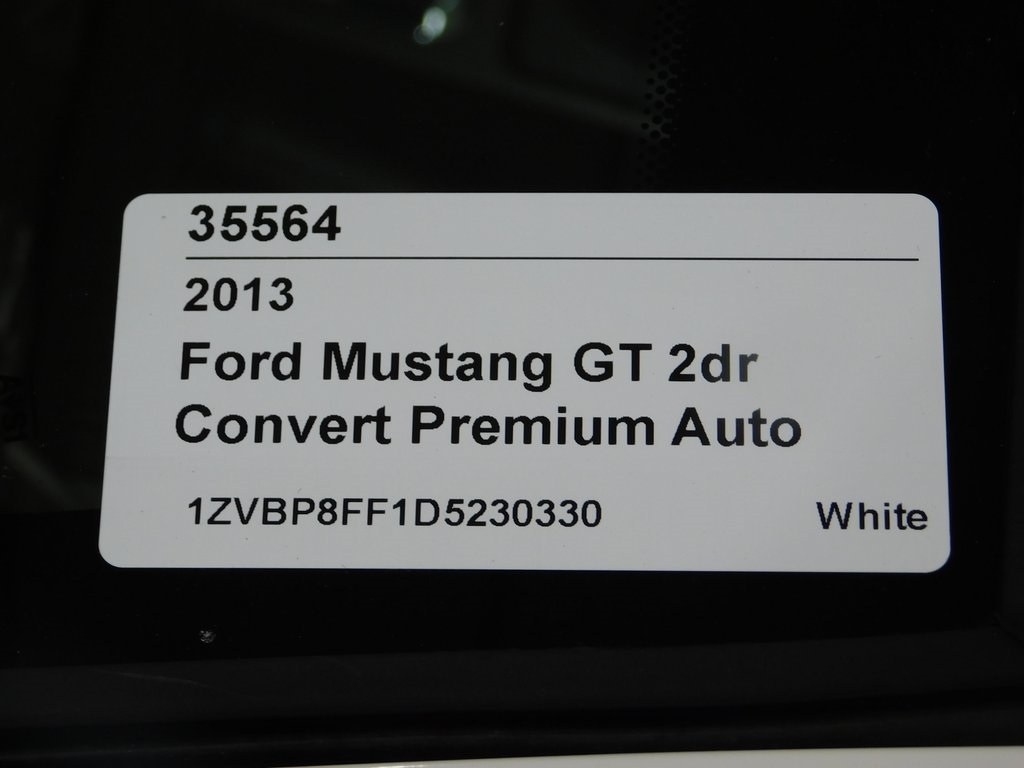 35564
2013
Ford Mustang GT 2dr
Convert Premium Auto
1ZVBP8FF1D5230330 White